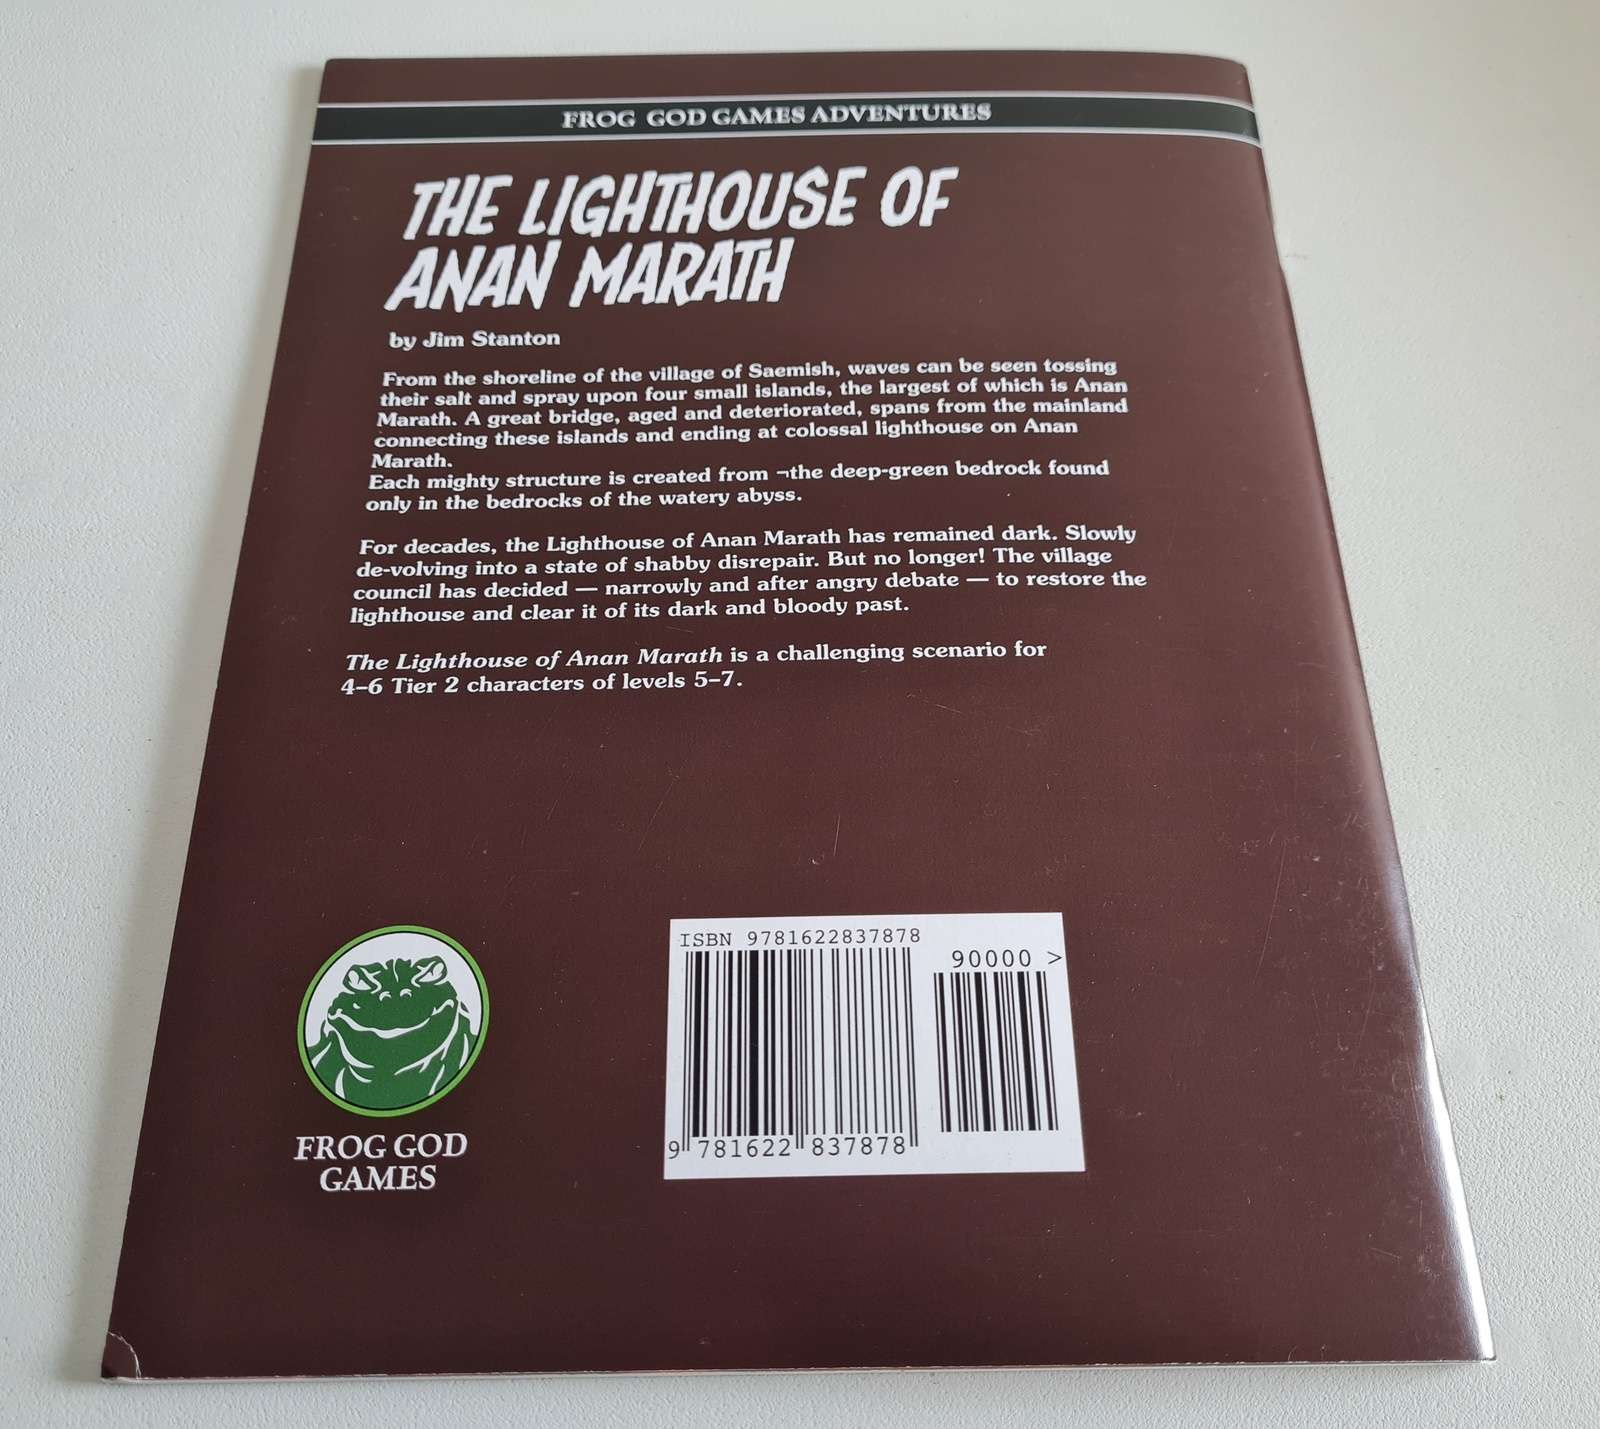 FROG GOD GAMES ADVENTURES
THE LIGHTHOUSE OF
ANAN MARATH
by Jim Stanton
From the shoreline of the village of Saemish, waves can be seen tossing
their salt and spray upon four small islands, the largest of which is Anan
Marath. A great bridge, aged and deteriorated, spans from the mainland
connecting these islands and ending at colossal lighthouse on Anan
Marath.
Each mighty structure is created from ¬the deep-green bedrock found
only in the bedrocks of the watery abyss.
For decades, the Lighthouse of Anan Marath has remained dark. Slowly
de-volving into a state of shabby disrepair. But no longer! The village
council has decided — narrowly and after angry debate — to restore the
lighthouse and clear it of its dark and bloody past.
The Lighthouse of Anan Marath is a challenging scenario for
4–6 Tier 2 characters of levels 5–7.
FROG GOD
GAMES
ISBN 9781622837878
90000 >
9 781622 837878